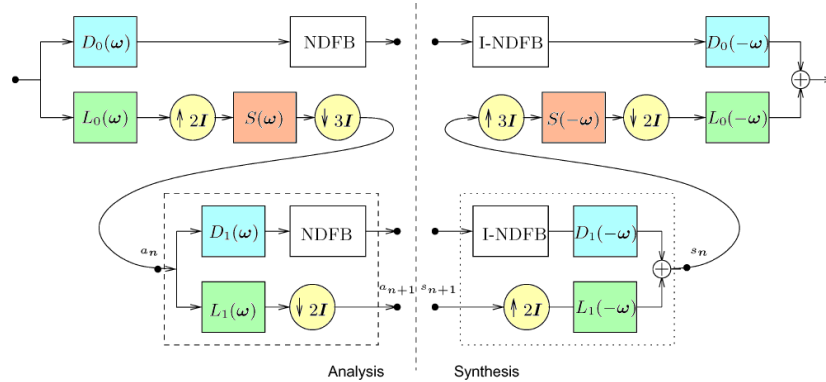 D₀(ω) NDFB I-NDFB D₀(−ω)
L₀(ω) ↑ 2I S(ω) ↓ 3I ↑ 3I S(−ω) ↓ 2I L₀(−ω) +
D₁(ω) NDFB I-NDFB D₁(−ω)
aₙ sₙ +
L₁(ω) ↓ 2I aₙ₊₁ sₙ₊₁ ↑ 2I L₁(−ω)
Analysis Synthesis